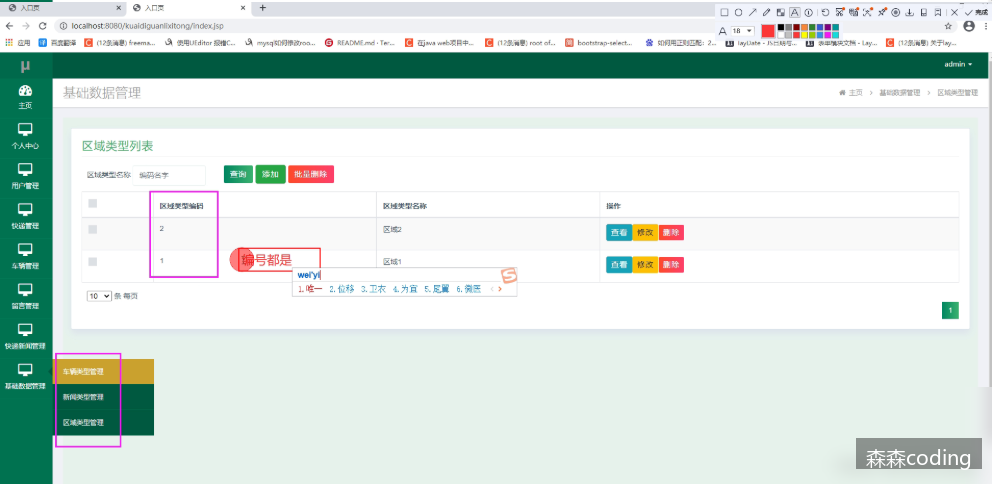 入口页
入口页
18
完成
localhost:8080/kuaidiguanlixitong/index.jsp
应用
百度翻译
(12条消息) freema...
使用UEditor 报错C...
mysql如何修改roo...
README.md · Ter...
在java web项目中...
(12条消息) root of...
bootstrap-select...
如何用正则匹配：2...
layDate - 热日期与...
表单模块文档 - Lay...
(12条消息) 关于lay...
μ
admin
主页
个人中心
用户管理
快递管理
车辆管理
留言管理
快递新闻管理
基础数据管理
基础数据管理
主页 › 基础数据管理 › 区域类型管理
区域类型列表
区域类型名称
编码名字
查询
添加
批量删除
区域类型编码
区域类型名称
操作
2
区域2
查看 修改 删除
1
区域1
查看 修改 删除
编号都是
wei'yi
1.唯一 2.位移 3.卫衣 4.为宜 5.尾翼 6.微医
10 条 每页
1
车辆类型管理
新闻类型管理
区域类型管理
森森coding